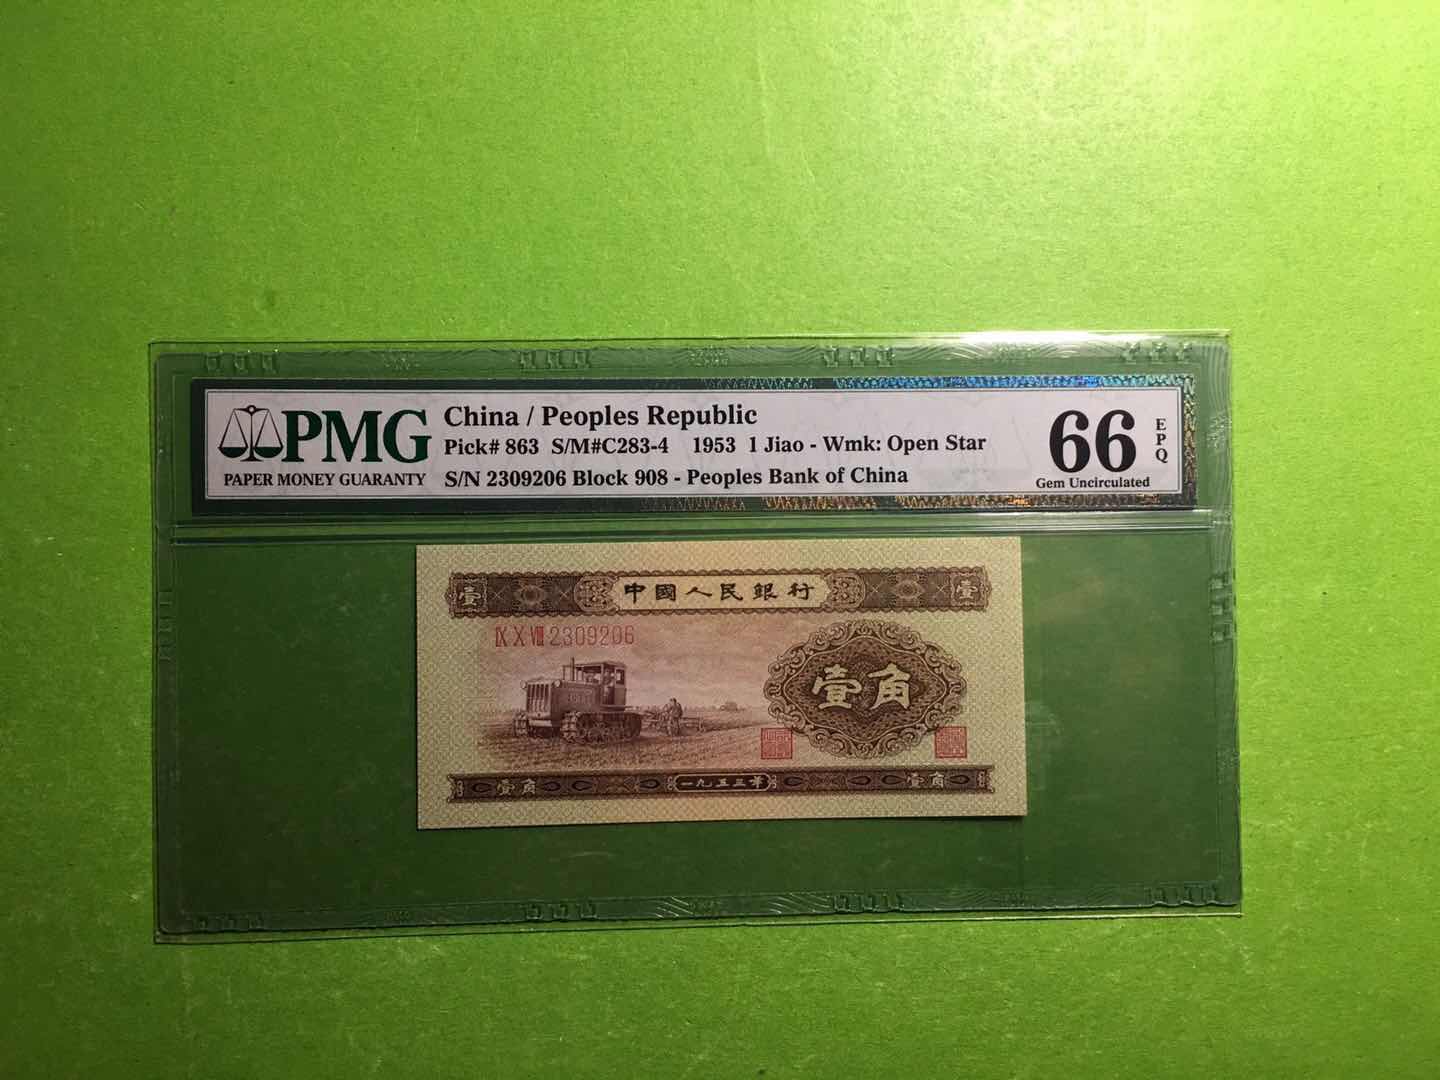 PMG
PAPER MONEY GUARANTY
China / Peoples Republic
Pick# 863 S/M#C283-4 1953 1 Jiao - Wmk: Open Star
S/N 2309206 Block 908 - Peoples Bank of China
66
EPQ
Gem Uncirculated
壹 中國人民銀行 壹
IX X VIII 2309206
壹角
壹角 一九五三年 壹角